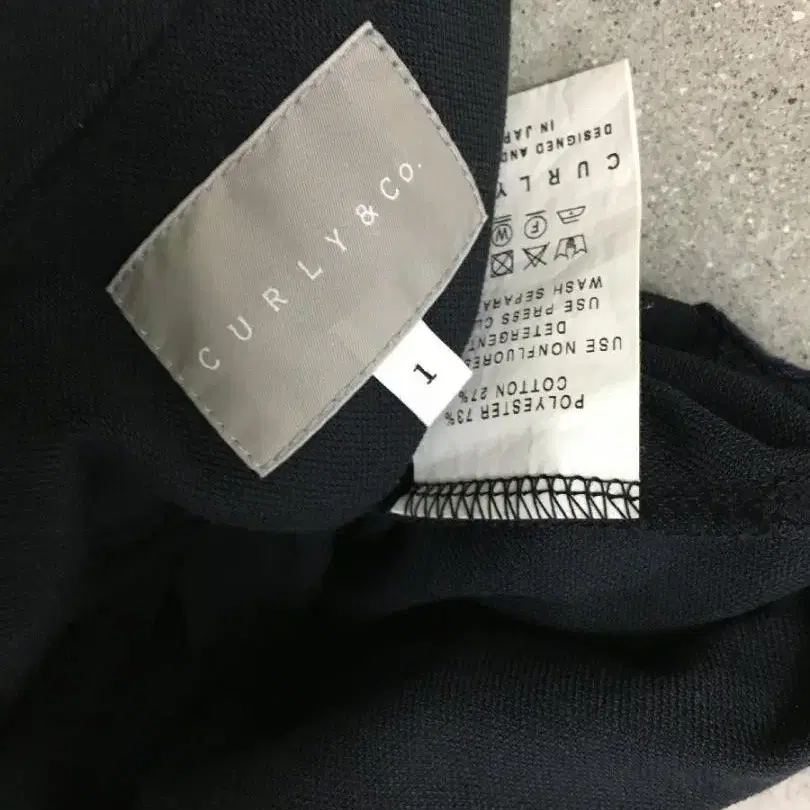 CURLY & Co.
1
POLYESTER 73%
COTTON 27%
USE NONFLUORES
DETERGENT
USE PRESS CL
WASH SEPARA
W
F
CURLY
DESIGNED AND
IN JAP